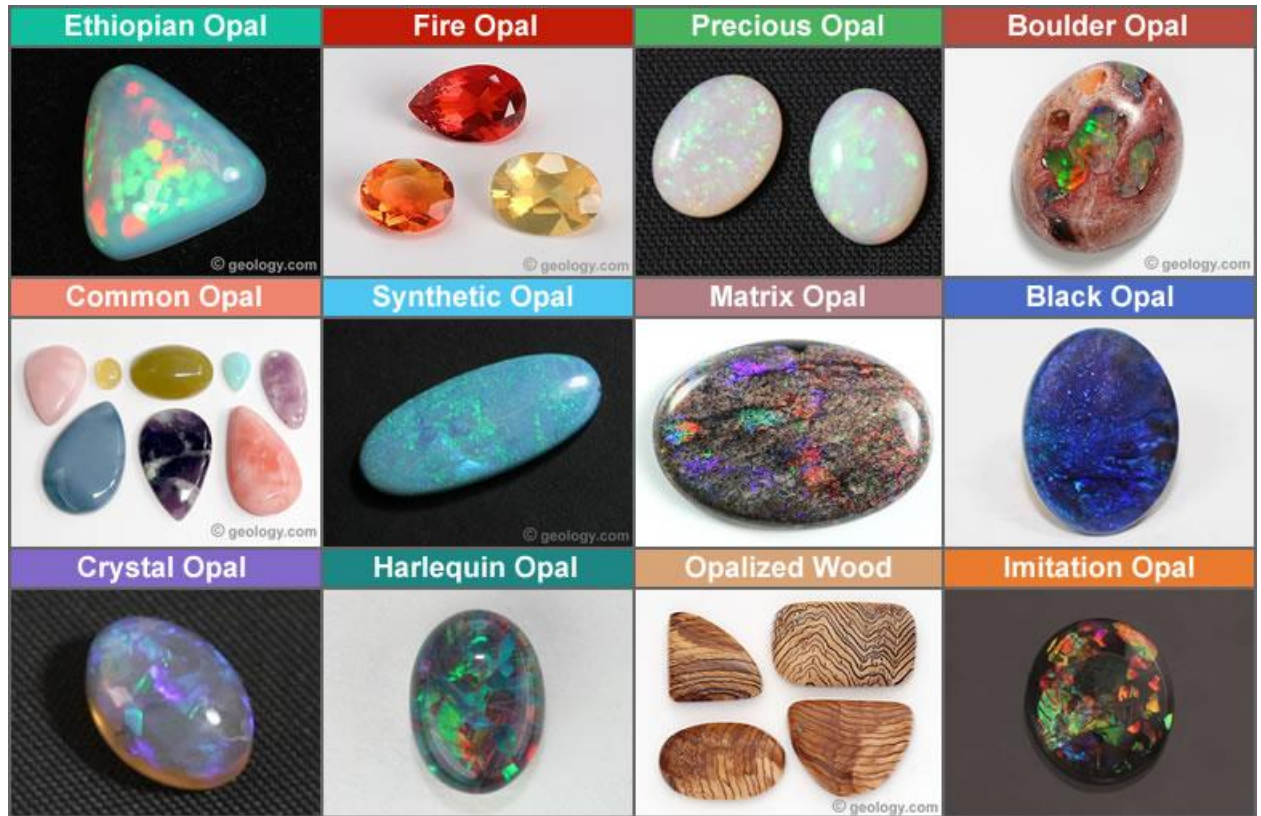 Ethiopian Opal
Fire Opal
Precious Opal
Boulder Opal
© geology.com
© geology.com
© geology.com
Common Opal
Synthetic Opal
Matrix Opal
Black Opal
© geology.com
© geology.com
Crystal Opal
Harlequin Opal
Opalized Wood
Imitation Opal
© geology.com